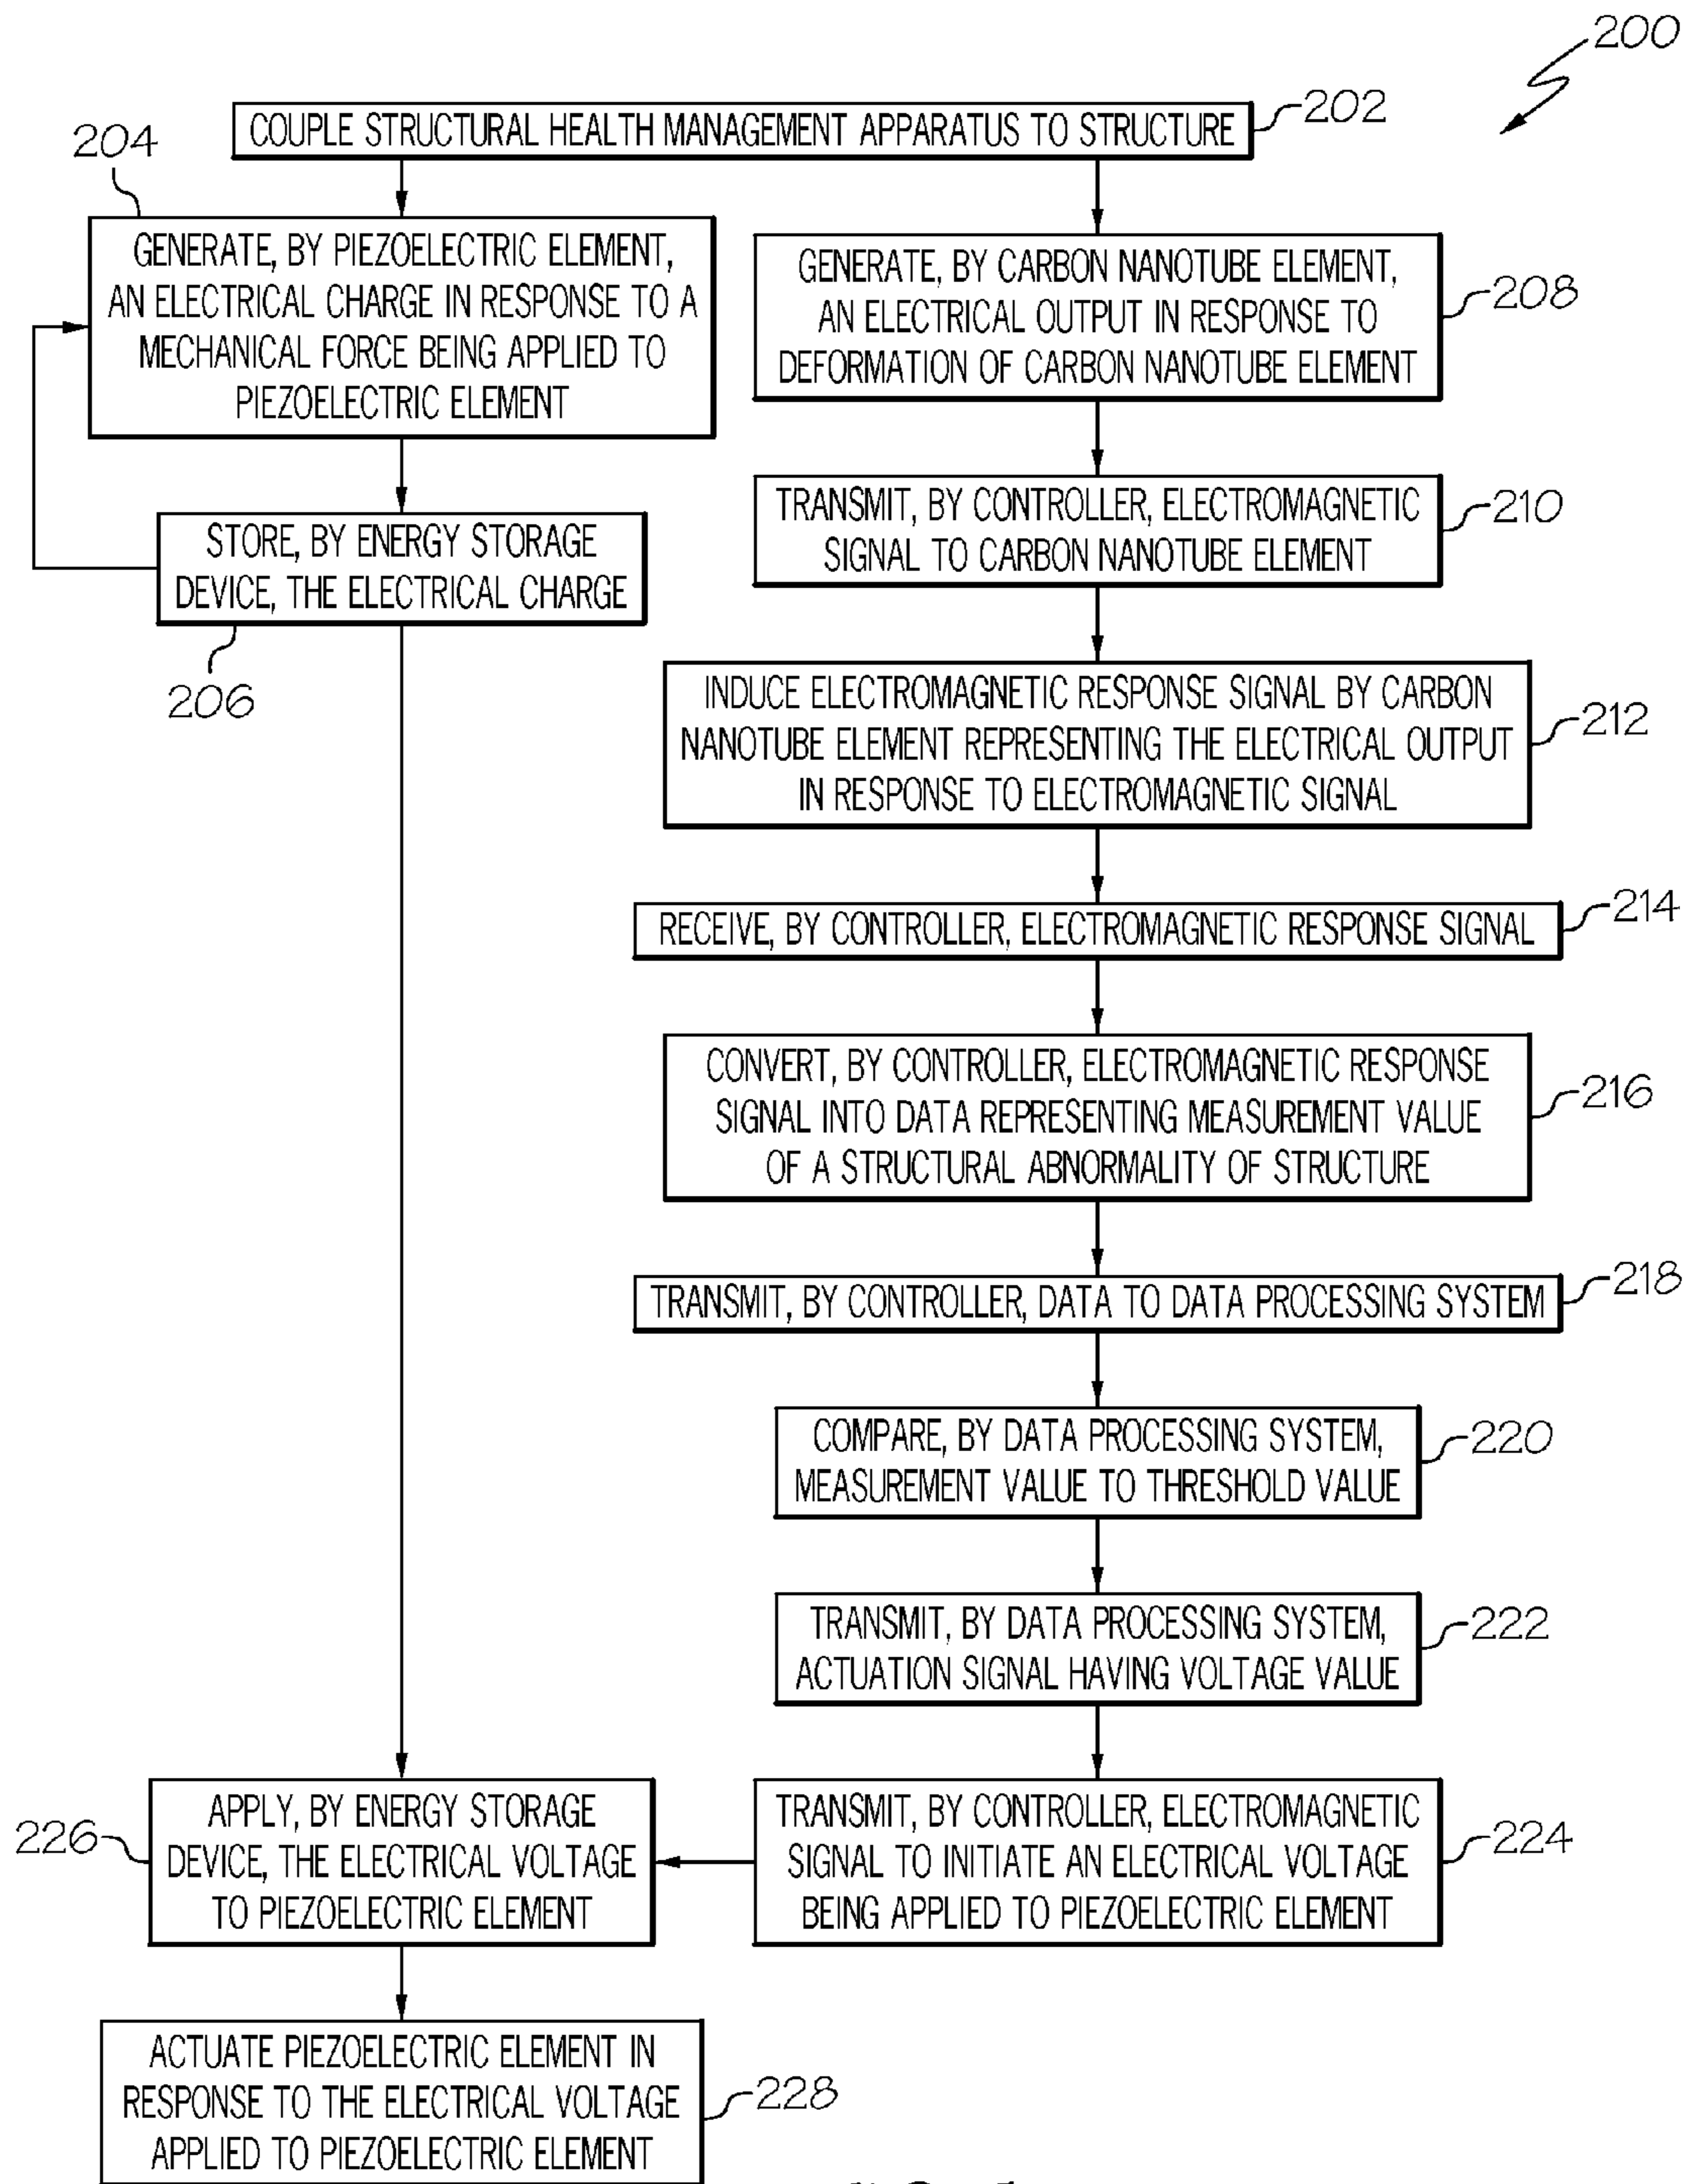 200
COUPLE STRUCTURAL HEALTH MANAGEMENT APPARATUS TO STRUCTURE
202
204
GENERATE, BY PIEZOELECTRIC ELEMENT,
AN ELECTRICAL CHARGE IN RESPONSE TO A
MECHANICAL FORCE BEING APPLIED TO
PIEZOELECTRIC ELEMENT
STORE, BY ENERGY STORAGE
DEVICE, THE ELECTRICAL CHARGE
206
GENERATE, BY CARBON NANOTUBE ELEMENT,
AN ELECTRICAL OUTPUT IN RESPONSE TO
DEFORMATION OF CARBON NANOTUBE ELEMENT
208
TRANSMIT, BY CONTROLLER, ELECTROMAGNETIC
SIGNAL TO CARBON NANOTUBE ELEMENT
210
INDUCE ELECTROMAGNETIC RESPONSE SIGNAL BY CARBON
NANOTUBE ELEMENT REPRESENTING THE ELECTRICAL OUTPUT
IN RESPONSE TO ELECTROMAGNETIC SIGNAL
212
RECEIVE, BY CONTROLLER, ELECTROMAGNETIC RESPONSE SIGNAL
214
CONVERT, BY CONTROLLER, ELECTROMAGNETIC RESPONSE
SIGNAL INTO DATA REPRESENTING MEASUREMENT VALUE
OF A STRUCTURAL ABNORMALITY OF STRUCTURE
216
TRANSMIT, BY CONTROLLER, DATA TO DATA PROCESSING SYSTEM
218
COMPARE, BY DATA PROCESSING SYSTEM,
MEASUREMENT VALUE TO THRESHOLD VALUE
220
TRANSMIT, BY DATA PROCESSING SYSTEM,
ACTUATION SIGNAL HAVING VOLTAGE VALUE
222
TRANSMIT, BY CONTROLLER, ELECTROMAGNETIC
SIGNAL TO INITIATE AN ELECTRICAL VOLTAGE
BEING APPLIED TO PIEZOELECTRIC ELEMENT
224
226
APPLY, BY ENERGY STORAGE
DEVICE, THE ELECTRICAL VOLTAGE
TO PIEZOELECTRIC ELEMENT
ACTUATE PIEZOELECTRIC ELEMENT IN
RESPONSE TO THE ELECTRICAL VOLTAGE
APPLIED TO PIEZOELECTRIC ELEMENT
228